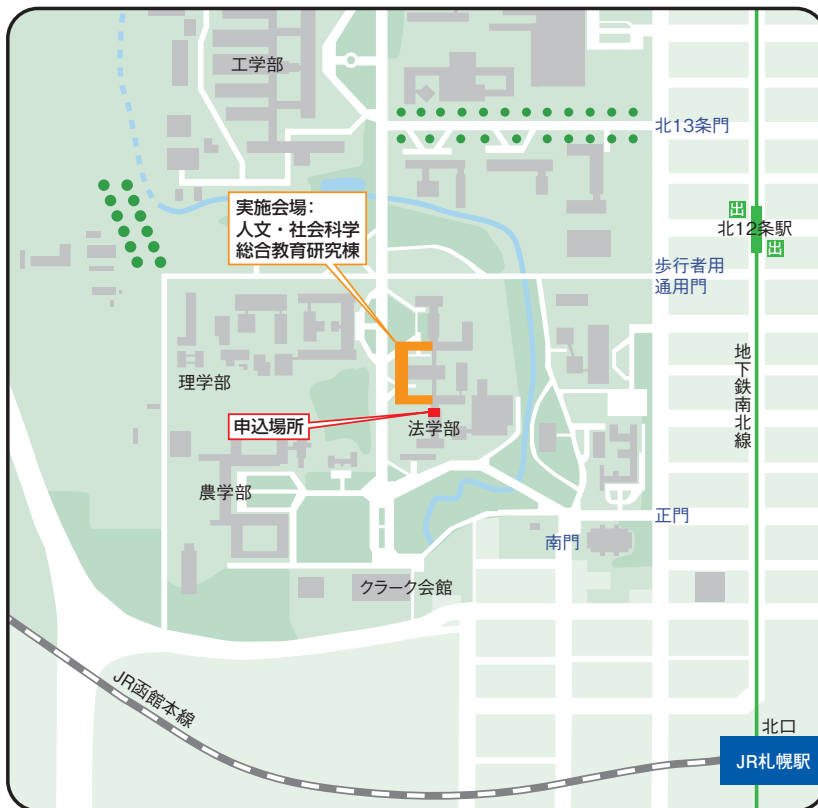 工学部
北13条門
実施会場：
人文・社会科学
総合教育研究棟
出
北12条駅
出
歩行者用
通用門
地下鉄南北線
理学部
申込場所
法学部
農学部
正門
南門
クラーク会館
JR函館本線
北口
JR札幌駅